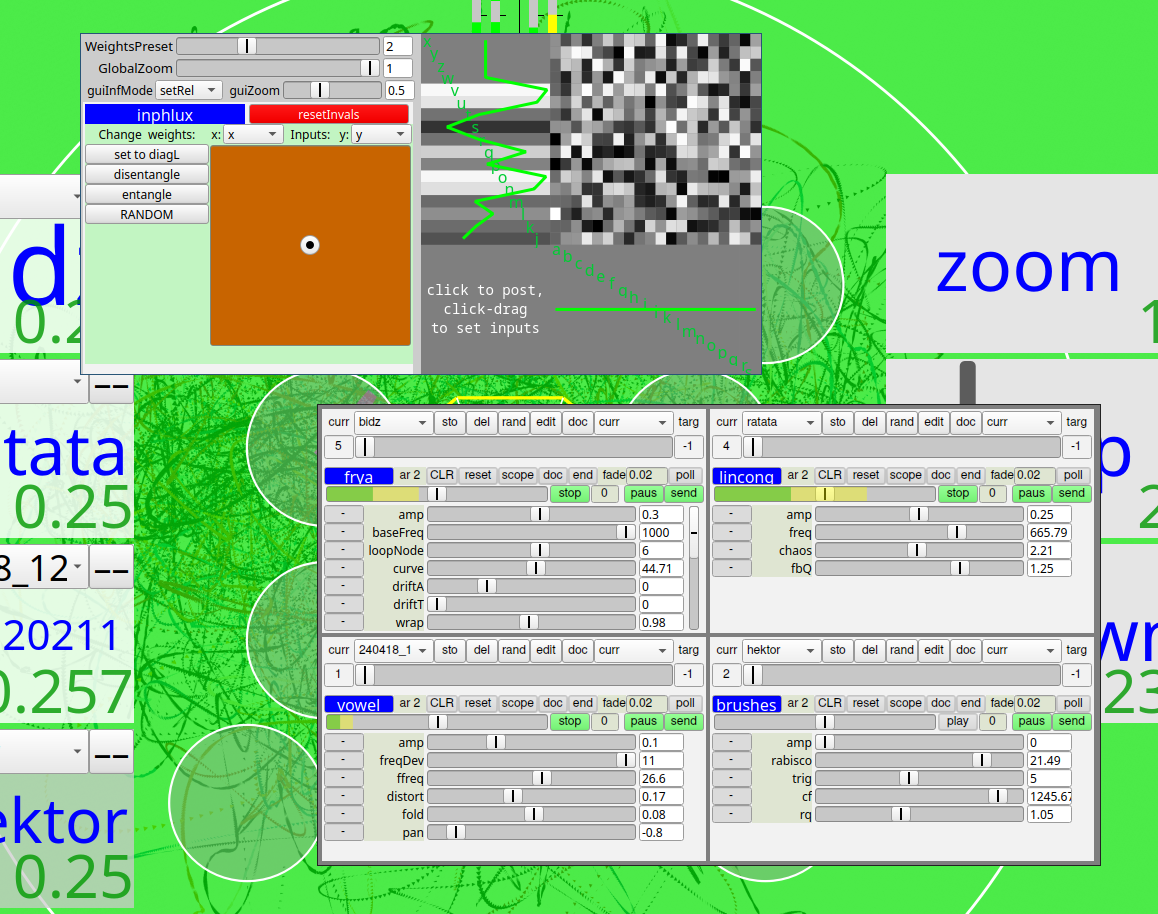 WeightsPreset 2
GlobalZoom 1
guiInfMode setRel guiZoom 0.5
inphlux resetInvals
Change weights: x: x Inputs: y: y
set to diagL
disentangle
entangle
RANDOM
click to post,
click-drag
to set inputs
zoom
tata
0.25
8_12 --
20211
0.257
--
ektor
0.25
curr bidz sto del rand edit doc curr targ
5 -1
frya ar 2 CLR reset scope doc end fade 0.02 poll
stop 0 paus send
- amp 0.3
- baseFreq 1000
- loopNode 6
- curve 44.71
- driftA 0
- driftT 0
- wrap 0.98
curr ratata sto del rand edit doc curr targ
4 -1
lincong ar 2 CLR reset scope doc end fade 0.02 poll
stop 0 paus send
- amp 0.25
- freq 665.79
- chaos 2.21
- fbQ 1.25
curr 240418_1 sto del rand edit doc curr targ
1 -1
vowel ar 2 CLR reset scope doc end fade 0.02 poll
stop 0 paus send
- amp 0.1
- freqDev 11
- ffreq 26.6
- distort 0.17
- fold 0.08
- pan -0.8
curr hektor sto del rand edit doc curr targ
2 -1
brushes ar 2 CLR reset scope doc end fade 0.02 poll
play 0 paus send
- amp 0
- rabisco 21.49
- trig 5
- cf 1245.67
- rq 1.05